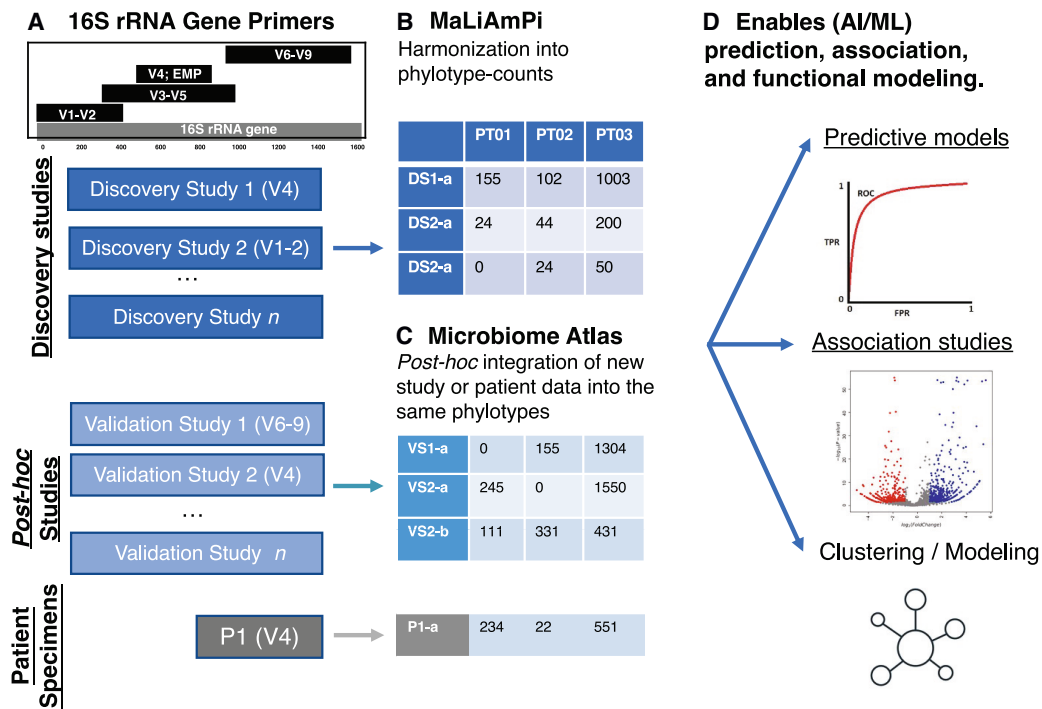 A 16S rRNA Gene Primers
V6-V9
V4; EMP
V3-V5
V1-V2
16S rRNA gene
0 200 400 600 800 1000 1200 1400 1600
Discovery studies
Discovery Study 1 (V4)
Discovery Study 2 (V1-2)
...
Discovery Study n
Post-hoc
Studies
Validation Study 1 (V6-9)
Validation Study 2 (V4)
...
Validation Study n
Patient
Specimens
P1 (V4)
B MaLiAmPi
Harmonization into
phylotype-counts
PT01 PT02 PT03
DS1-a 155 102 1003
DS2-a 24 44 200
DS2-a 0 24 50
C Microbiome Atlas
Post-hoc integration of new
study or patient data into the
same phylotypes
VS1-a 0 155 1304
VS2-a 245 0 1550
VS2-b 111 331 431
P1-a 234 22 551
D Enables (AI/ML)
prediction, association,
and functional modeling.
Predictive models
1
ROC
TPR
0
0 1
FPR
Association studies
Clustering / Modeling